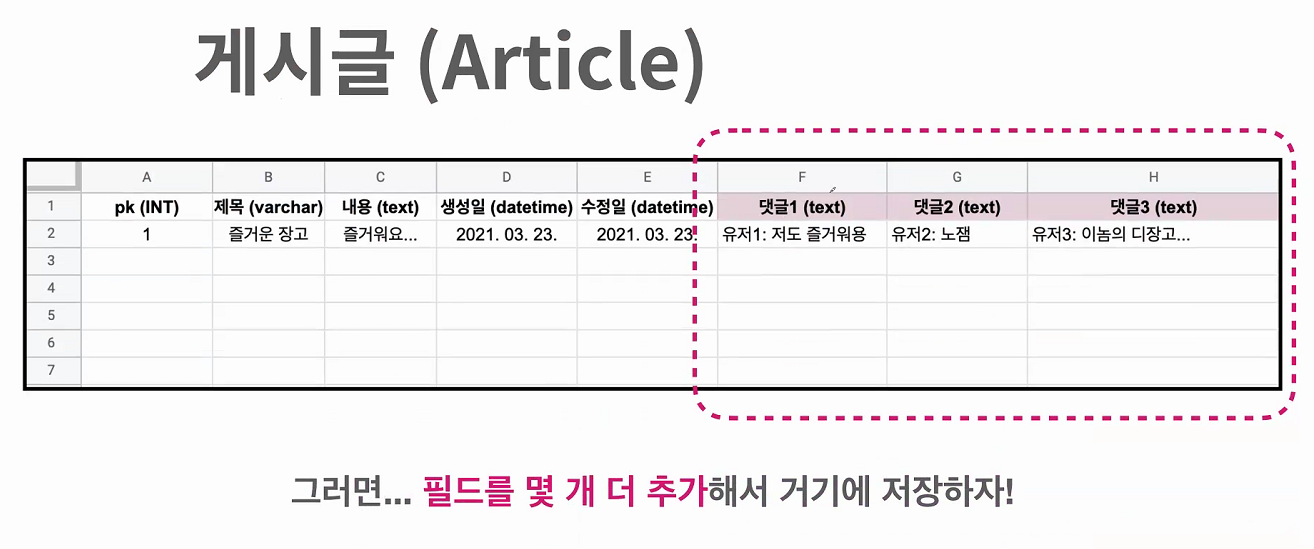 게시글 (Article)
A B C D E F G H
1 pk (INT) 제목 (varchar) 내용 (text) 생성일 (datetime) 수정일 (datetime) 댓글1 (text) 댓글2 (text) 댓글3 (text)
2 1 즐거운 장고 즐거워요... 2021. 03. 23. 2021. 03. 23. 유저1: 저도 즐거워용 유저2: 노잼 유저3: 이놈의 디장고...
3
4
5
6
7
그러면... 필드를 몇 개 더 추가해서 거기에 저장하자!